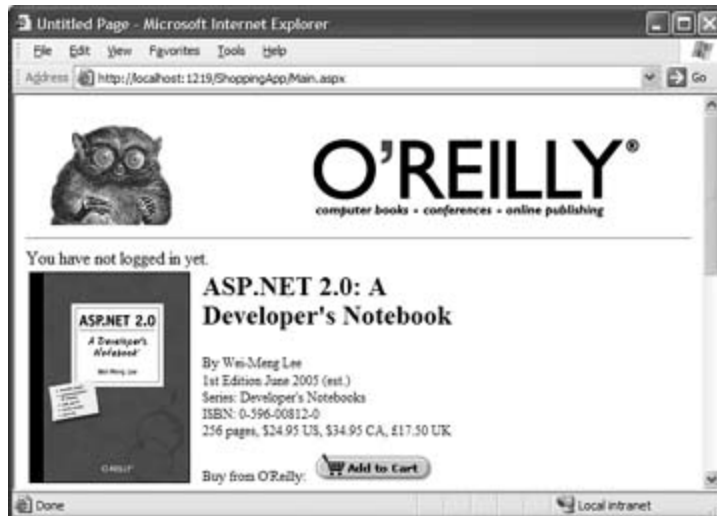 Untitled Page - Microsoft Internet Explorer
File Edit View Favorites Tools Help
Address http://localhost:1219/ShoppingApp/Main.aspx Go
O'REILLY®
computer books • conferences • online publishing
You have not logged in yet.
ASP.NET 2.0
A Developer's
Notebook
Wei-Meng Lee
O'REILLY
ASP.NET 2.0: A
Developer's Notebook
By Wei-Meng Lee
1st Edition June 2005 (est.)
Series: Developer's Notebooks
ISBN: 0-596-00812-0
256 pages, $24.95 US, $34.95 CA, £17.50 UK
Buy from O'Reilly: Add to Cart
Done Local intranet